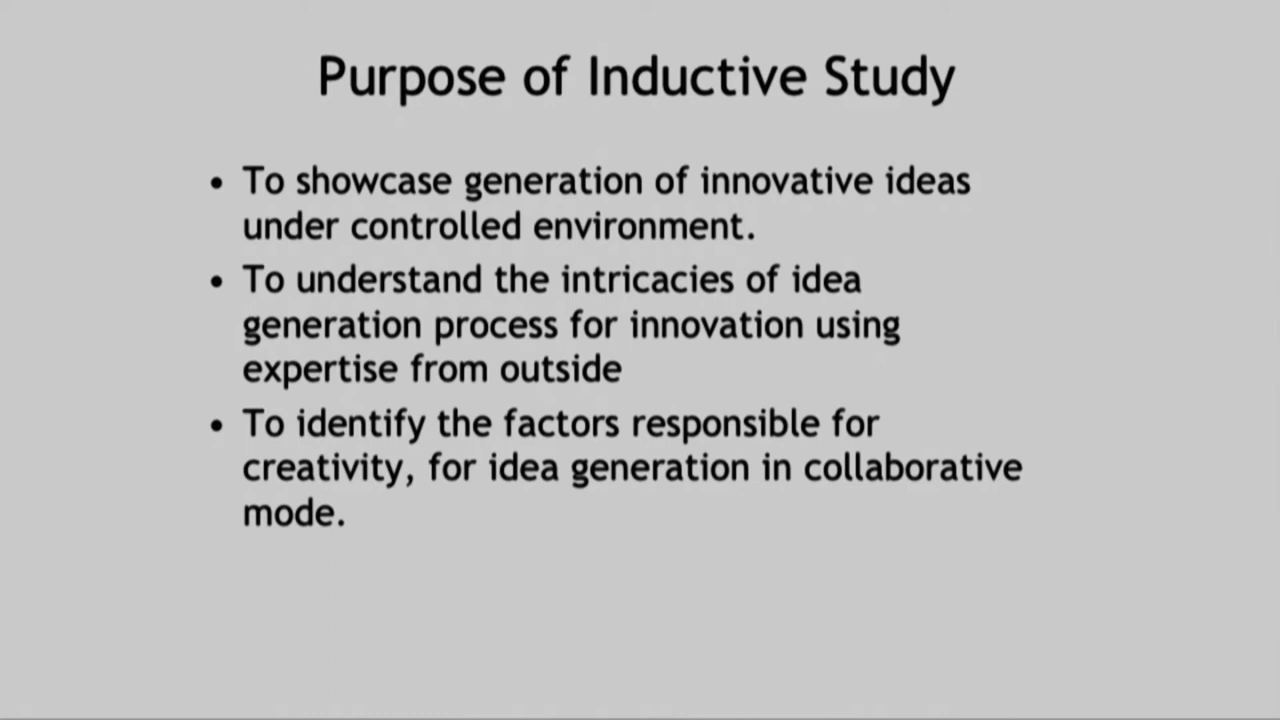 Purpose of Inductive Study
• To showcase generation of innovative ideas
under controlled environment.
• To understand the intricacies of idea
generation process for innovation using
expertise from outside
• To identify the factors responsible for
creativity, for idea generation in collaborative
mode.